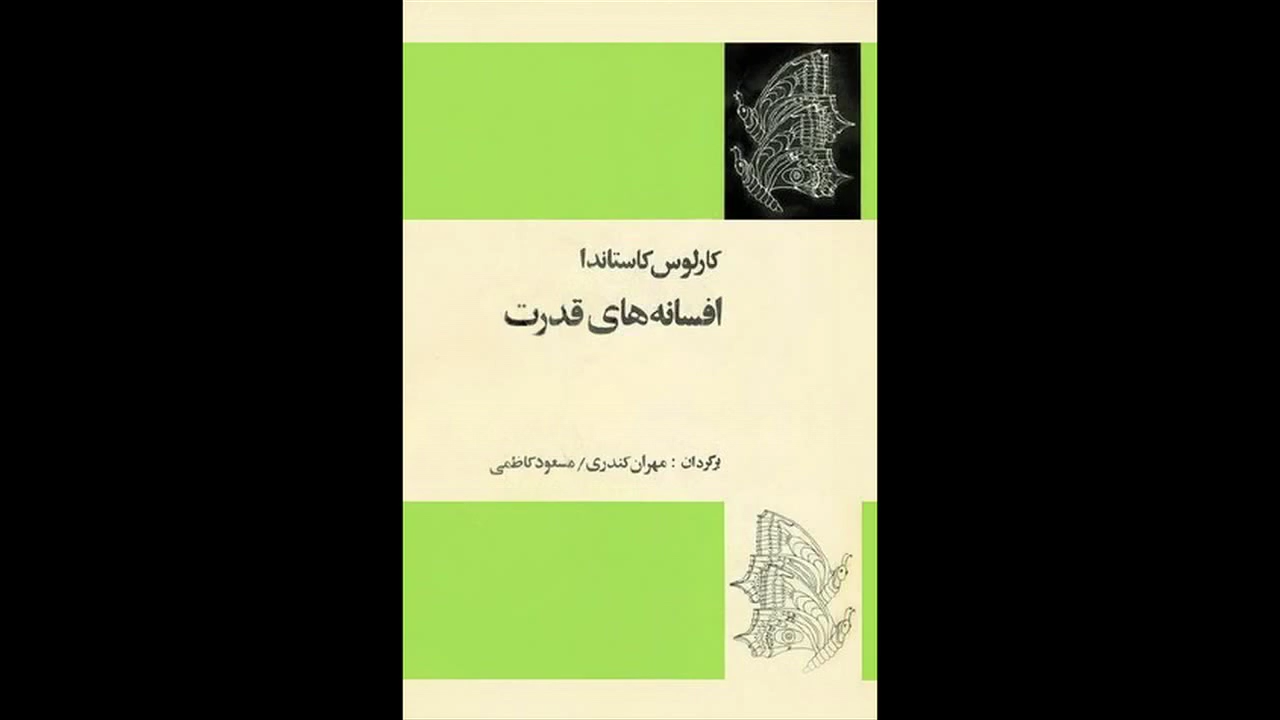 کارلوس کاستاندا
افسانه‌های قدرت
برگردان : مهران کندری / مسعود کاظمی